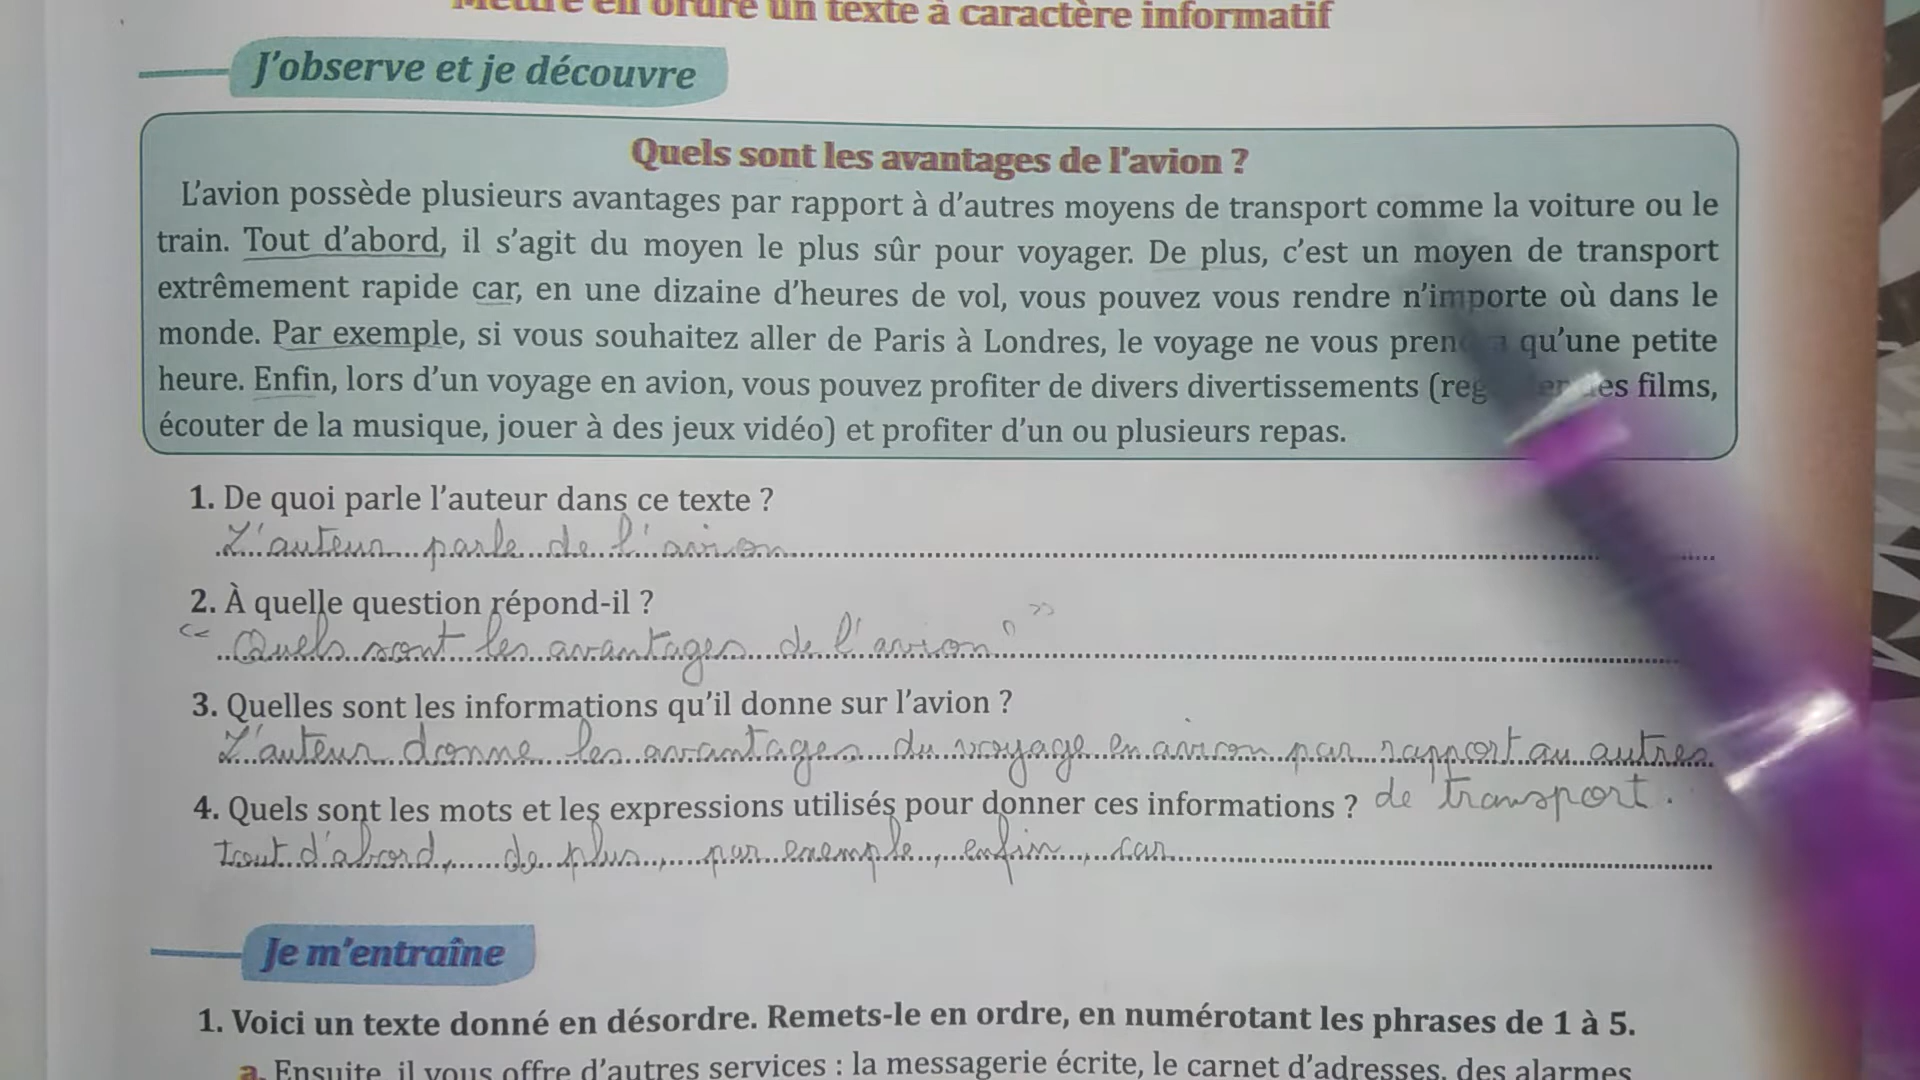 Mettre en ordre un texte à caractère informatif
J'observe et je découvre
Quels sont les avantages de l'avion ?
L'avion possède plusieurs avantages par rapport à d'autres moyens de transport comme la voiture ou le
train. Tout d'abord, il s'agit du moyen le plus sûr pour voyager. De plus, c'est un moyen de transport
extrêmement rapide car, en une dizaine d'heures de vol, vous pouvez vous rendre n'importe où dans le
monde. Par exemple, si vous souhaitez aller de Paris à Londres, le voyage ne vous qu'une petite
heure. Enfin, lors d'un voyage en avion, vous pouvez profiter de divers divertissements ( films,
écouter de la musique, jouer à des jeux vidéo) et profiter d'un ou plusieurs repas.
1. De quoi parle l'auteur dans ce texte ?
L'auteur parle de l'avion
2. À quelle question répond-il ?
« Quels sont les avantages de l'avion ? »
3. Quelles sont les informations qu'il donne sur l'avion ?
L'auteur donne les avantages du voyage en avion par rapport au autres
de transport.
4. Quels sont les mots et les expressions utilisés pour donner ces informations ?
tout d'abord, de plus, par exemple, enfin, car
Je m'entraîne
1. Voici un texte donné en désordre. Remets-le en ordre, en numérotant les phrases de 1 à 5.
a. Ensuite, il vous offre d'autres services : la messagerie écrite, le carnet d'adresses, des alarmes